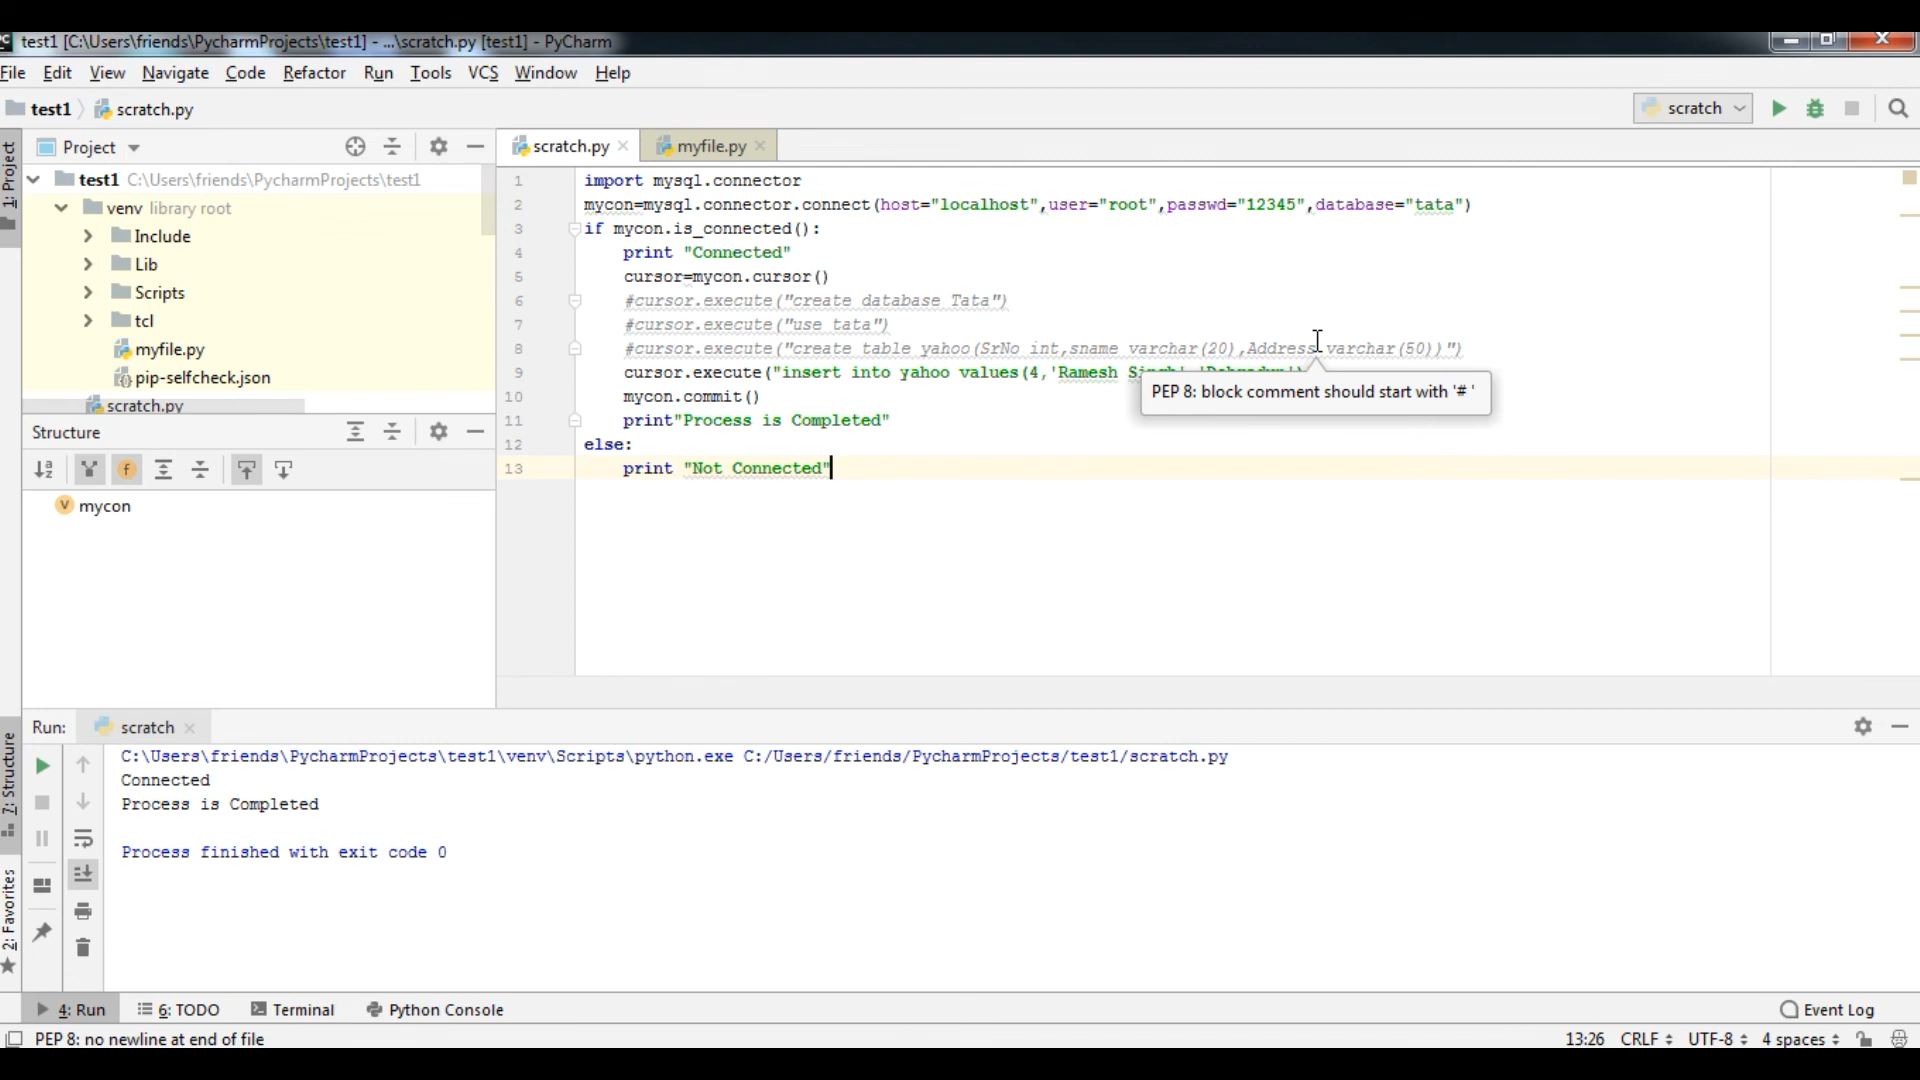 test1 [C:\Users\friends\PycharmProjects\test1] - ...\scratch.py [test1] - PyCharm
File Edit View Navigate Code Refactor Run Tools VCS Window Help
test1 scratch.py
scratch
1: Project
Project
test1 C:\Users\friends\PycharmProjects\test1
venv library root
Include
Lib
Scripts
tcl
myfile.py
pip-selfcheck.json
scratch.py
Structure
mycon
scratch.py myfile.py
1 import mysql.connector
2 mycon=mysql.connector.connect(host="localhost",user="root",passwd="12345",database="tata")
3 if mycon.is_connected():
4 print "Connected"
5 cursor=mycon.cursor()
6 #cursor.execute("create database Tata")
7 #cursor.execute("use tata")
8 #cursor.execute("create table yahoo(SrNo int,sname varchar(20),Address varchar(50))")
9 cursor.execute("insert into yahoo values(4,'Ramesh
PEP 8: block comment should start with '# '
10 mycon.commit()
11 print"Process is Completed"
12 else:
13 print "Not Connected"
Run: scratch
7: Structure
2: Favorites
C:\Users\friends\PycharmProjects\test1\venv\Scripts\python.exe C:/Users/friends/PycharmProjects/test1/scratch.py
Connected
Process is Completed
Process finished with exit code 0
4: Run 6: TODO Terminal Python Console Event Log
PEP 8: no newline at end of file 13:26 CRLF UTF-8 4 spaces